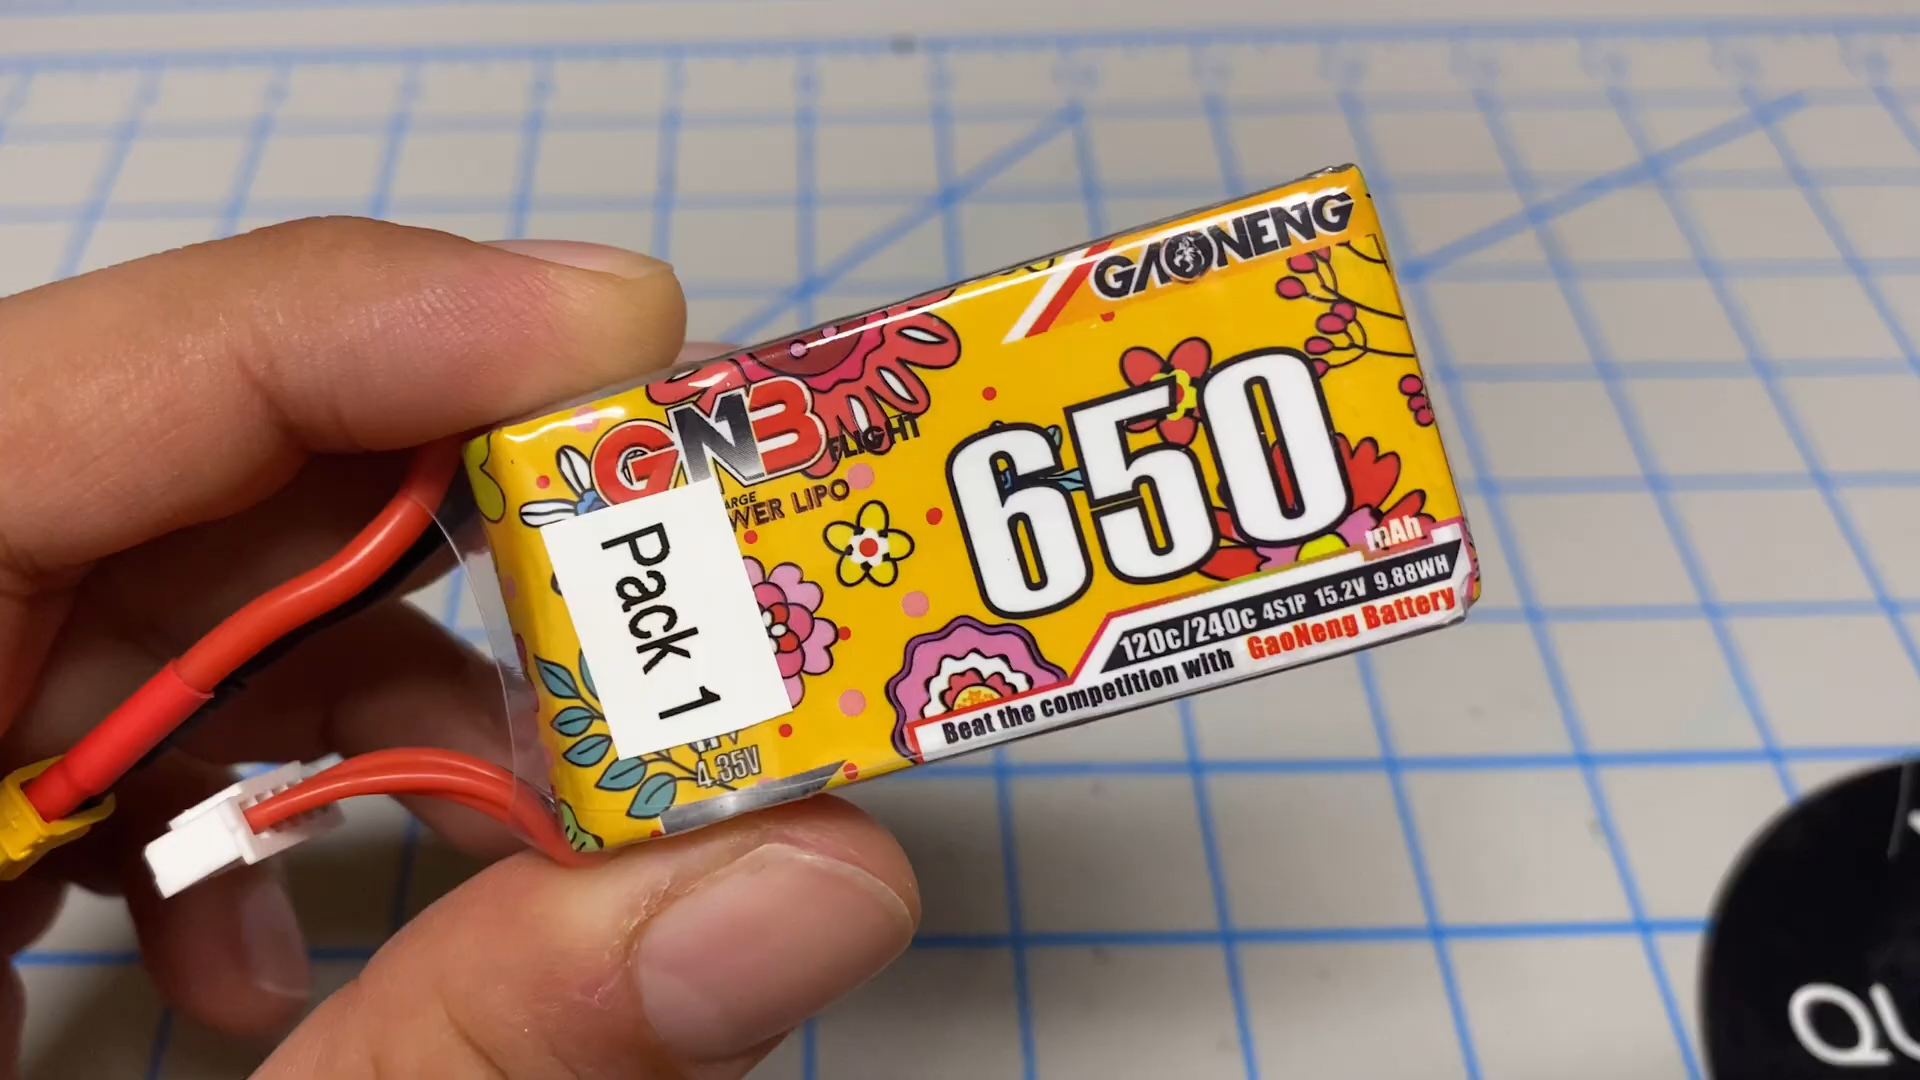 GAONENG
GNB FLIGHT
650
mAh
Pack 1
120c/240c 4S1P 15.2V 9.88WH
Beat the competition with GaoNeng Battery
4.35V
LIPO